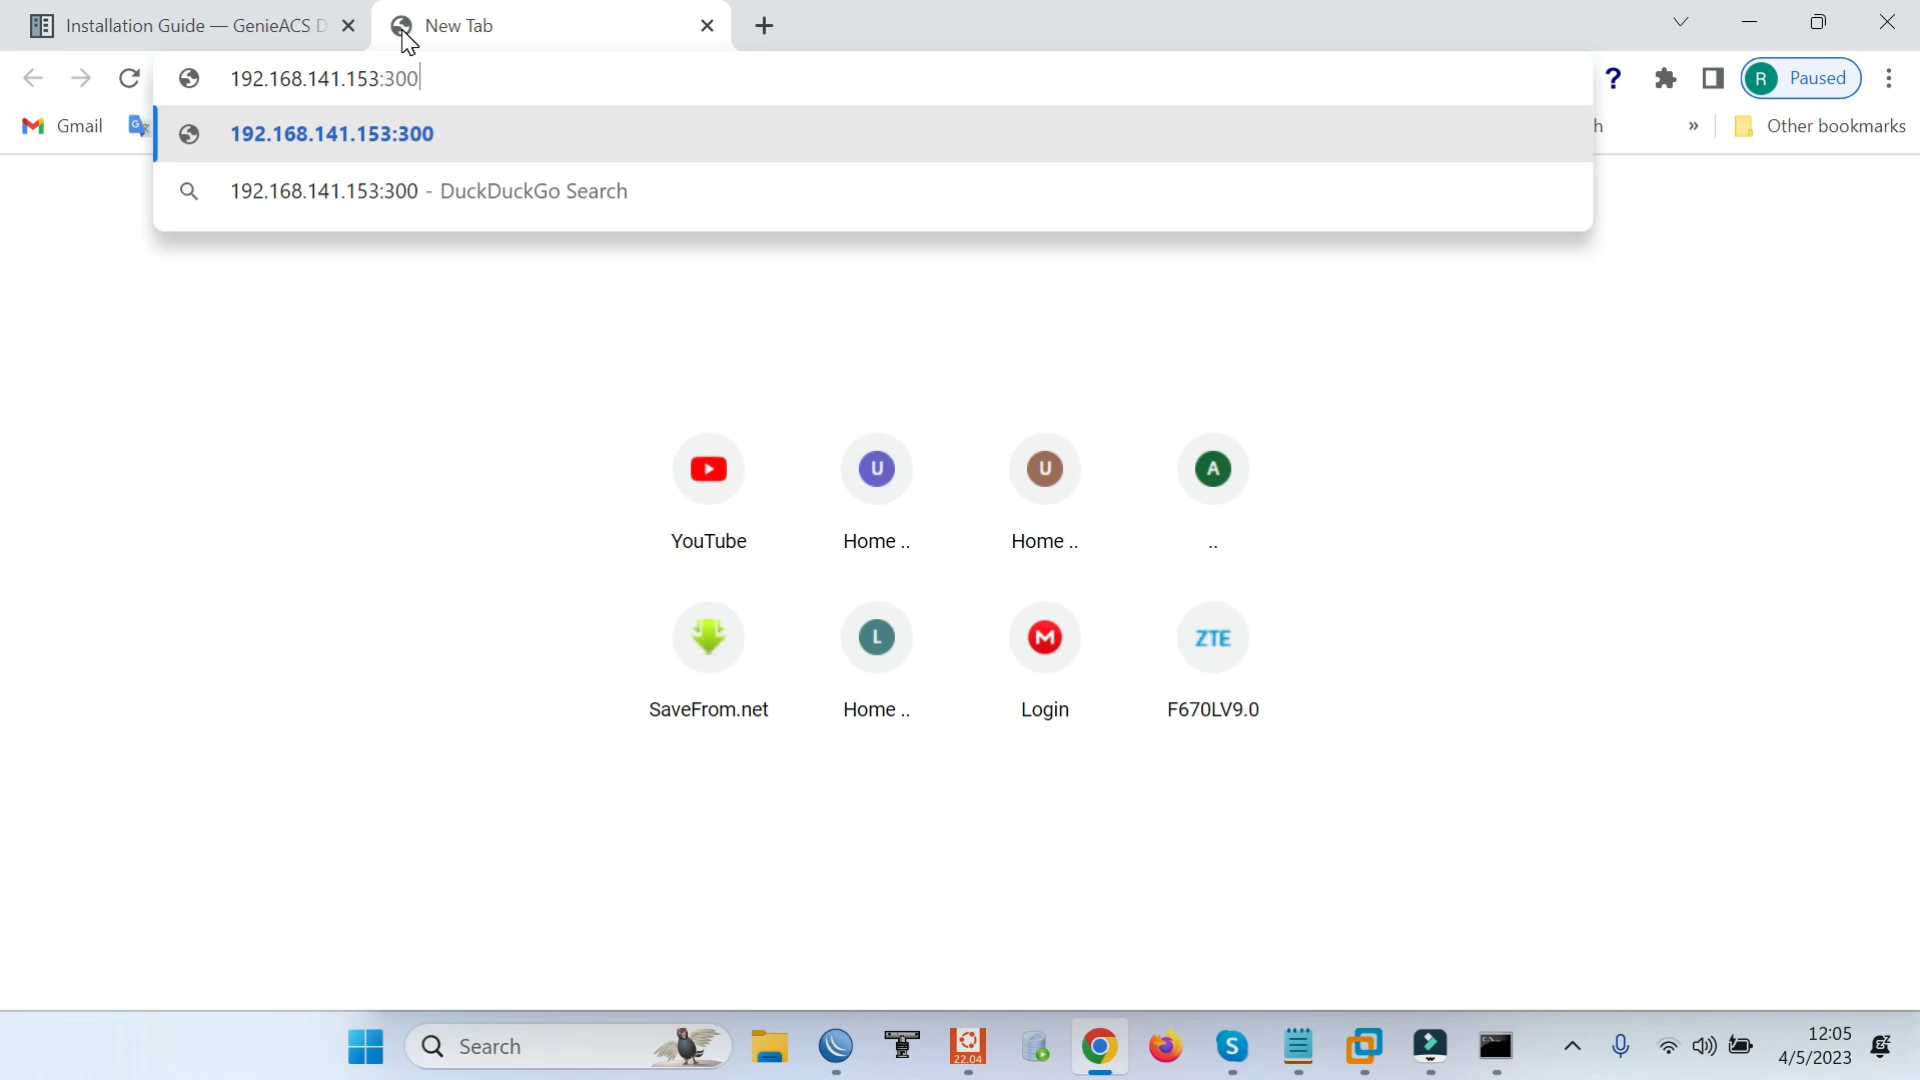 Installation Guide — GenieACS D
New Tab
192.168.141.153:300
Paused
R
Gmail
192.168.141.153:300
h
»
Other bookmarks
192.168.141.153:300 - DuckDuckGo Search
U
U
A
YouTube
Home ..
Home ..
..
L
M
ZTE
SaveFrom.net
Home ..
Login
F670LV9.0
Search
22.04
S
12:05
4/5/2023